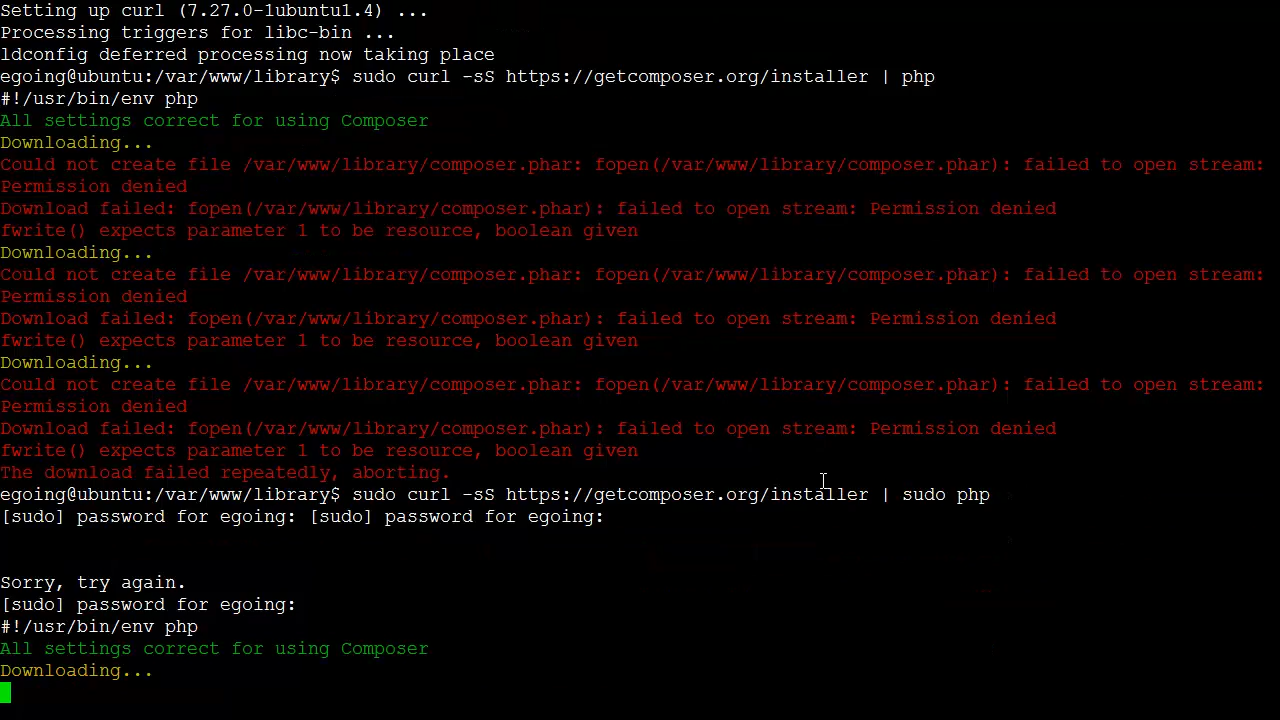 Setting up curl (7.27.0-1ubuntu1.4) ...
Processing triggers for libc-bin ...
ldconfig deferred processing now taking place
egoing@ubuntu:/var/www/library$ sudo curl -sS https://getcomposer.org/installer | php
#!/usr/bin/env php
All settings correct for using Composer
Downloading...
Could not create file /var/www/library/composer.phar: fopen(/var/www/library/composer.phar): failed to open stream:
Permission denied
Download failed: fopen(/var/www/library/composer.phar): failed to open stream: Permission denied
fwrite() expects parameter 1 to be resource, boolean given
Downloading...
Could not create file /var/www/library/composer.phar: fopen(/var/www/library/composer.phar): failed to open stream:
Permission denied
Download failed: fopen(/var/www/library/composer.phar): failed to open stream: Permission denied
fwrite() expects parameter 1 to be resource, boolean given
Downloading...
Could not create file /var/www/library/composer.phar: fopen(/var/www/library/composer.phar): failed to open stream:
Permission denied
Download failed: fopen(/var/www/library/composer.phar): failed to open stream: Permission denied
fwrite() expects parameter 1 to be resource, boolean given
The download failed repeatedly, aborting.
egoing@ubuntu:/var/www/library$ sudo curl -sS https://getcomposer.org/installer | sudo php
[sudo] password for egoing: [sudo] password for egoing:
Sorry, try again.
[sudo] password for egoing:
#!/usr/bin/env php
All settings correct for using Composer
Downloading...